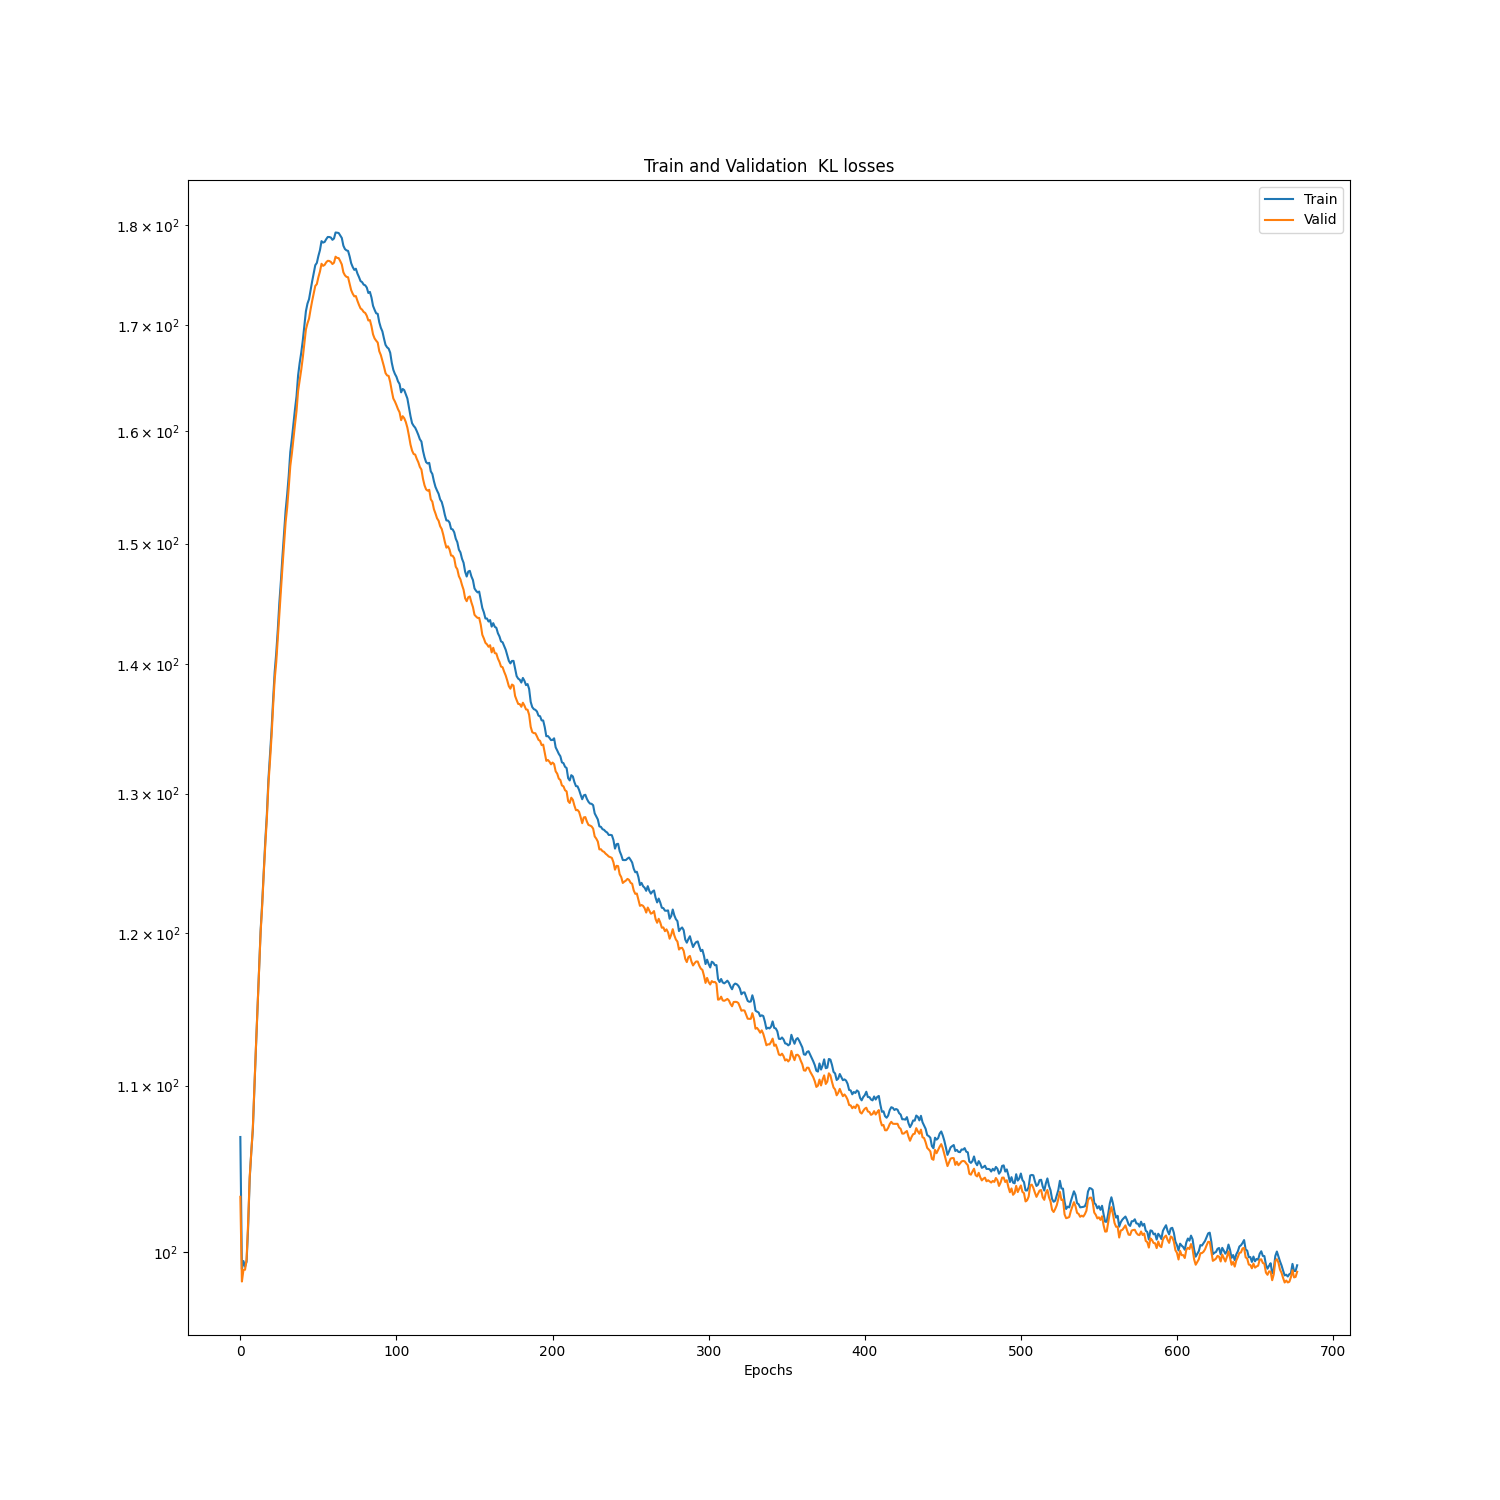 Train and Validation  KL losses
Train
Valid
1.8 × 10²
1.7 × 10²
1.6 × 10²
1.5 × 10²
1.4 × 10²
1.3 × 10²
1.2 × 10²
1.1 × 10²
10²
0 100 200 300 400 500 600 700
Epochs